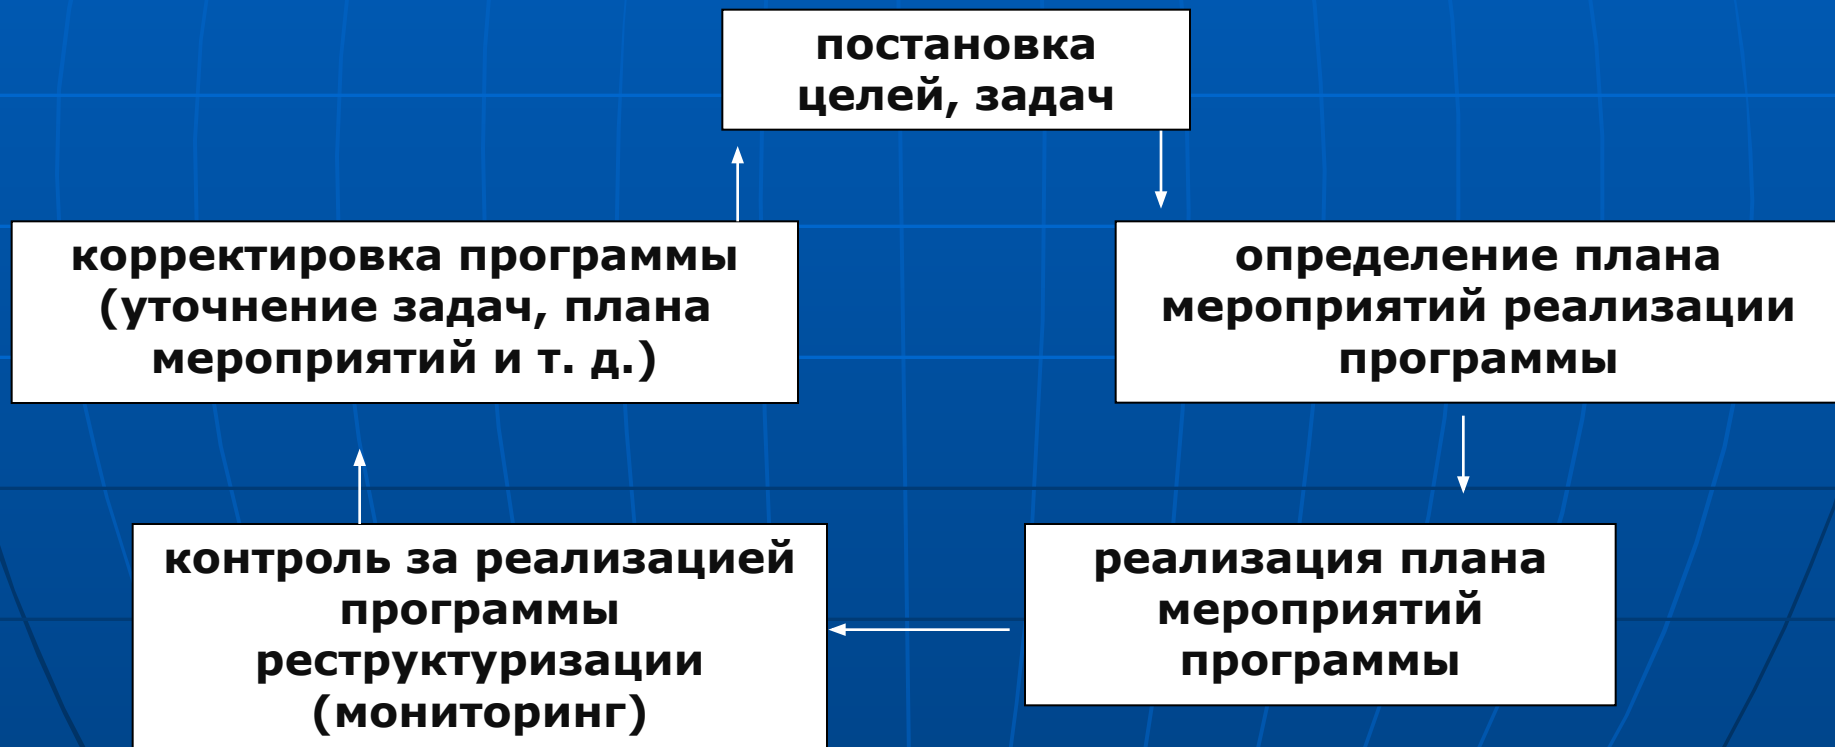 постановка
целей, задач
корректировка программы
(уточнение задач, плана
мероприятий и т. д.)
определение плана
мероприятий реализации
программы
контроль за реализацией
программы
реструктуризации
(мониторинг)
реализация плана
мероприятий
программы